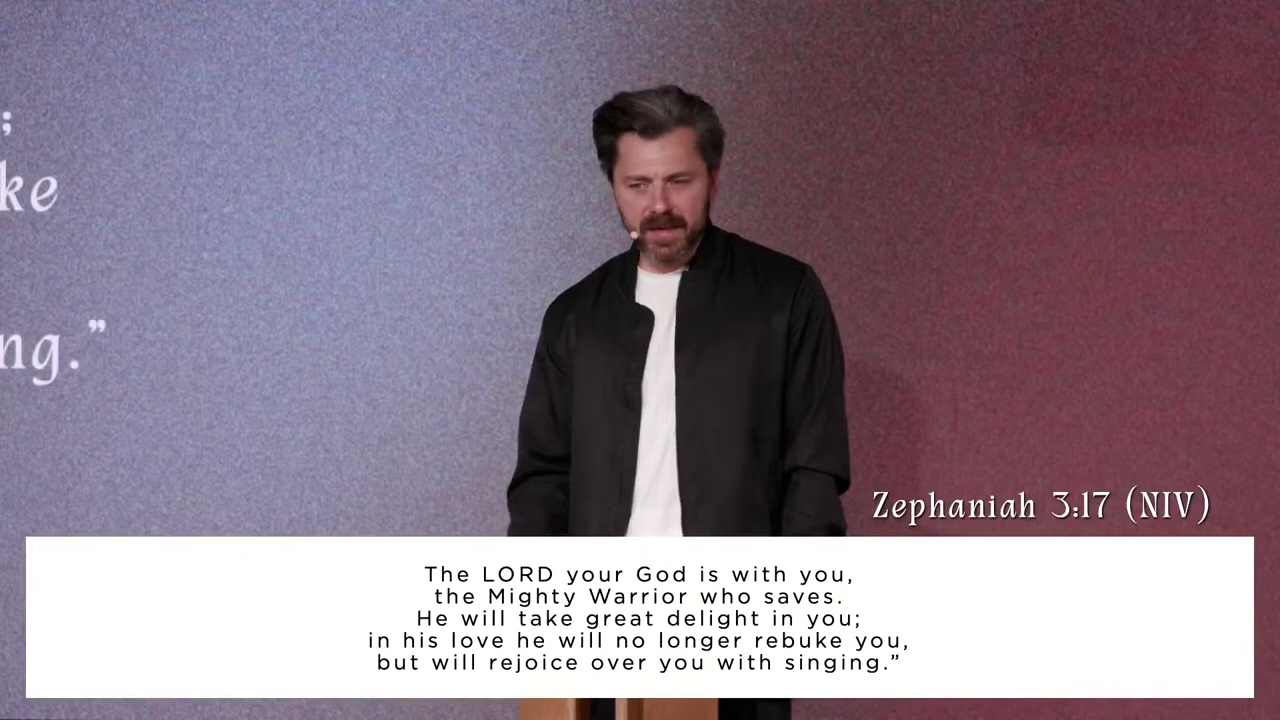 ;
ke
ng.”
Zephaniah 3:17 (NIV)
The LORD your God is with you,
the Mighty Warrior who saves.
He will take great delight in you;
in his love he will no longer rebuke you,
but will rejoice over you with singing.”